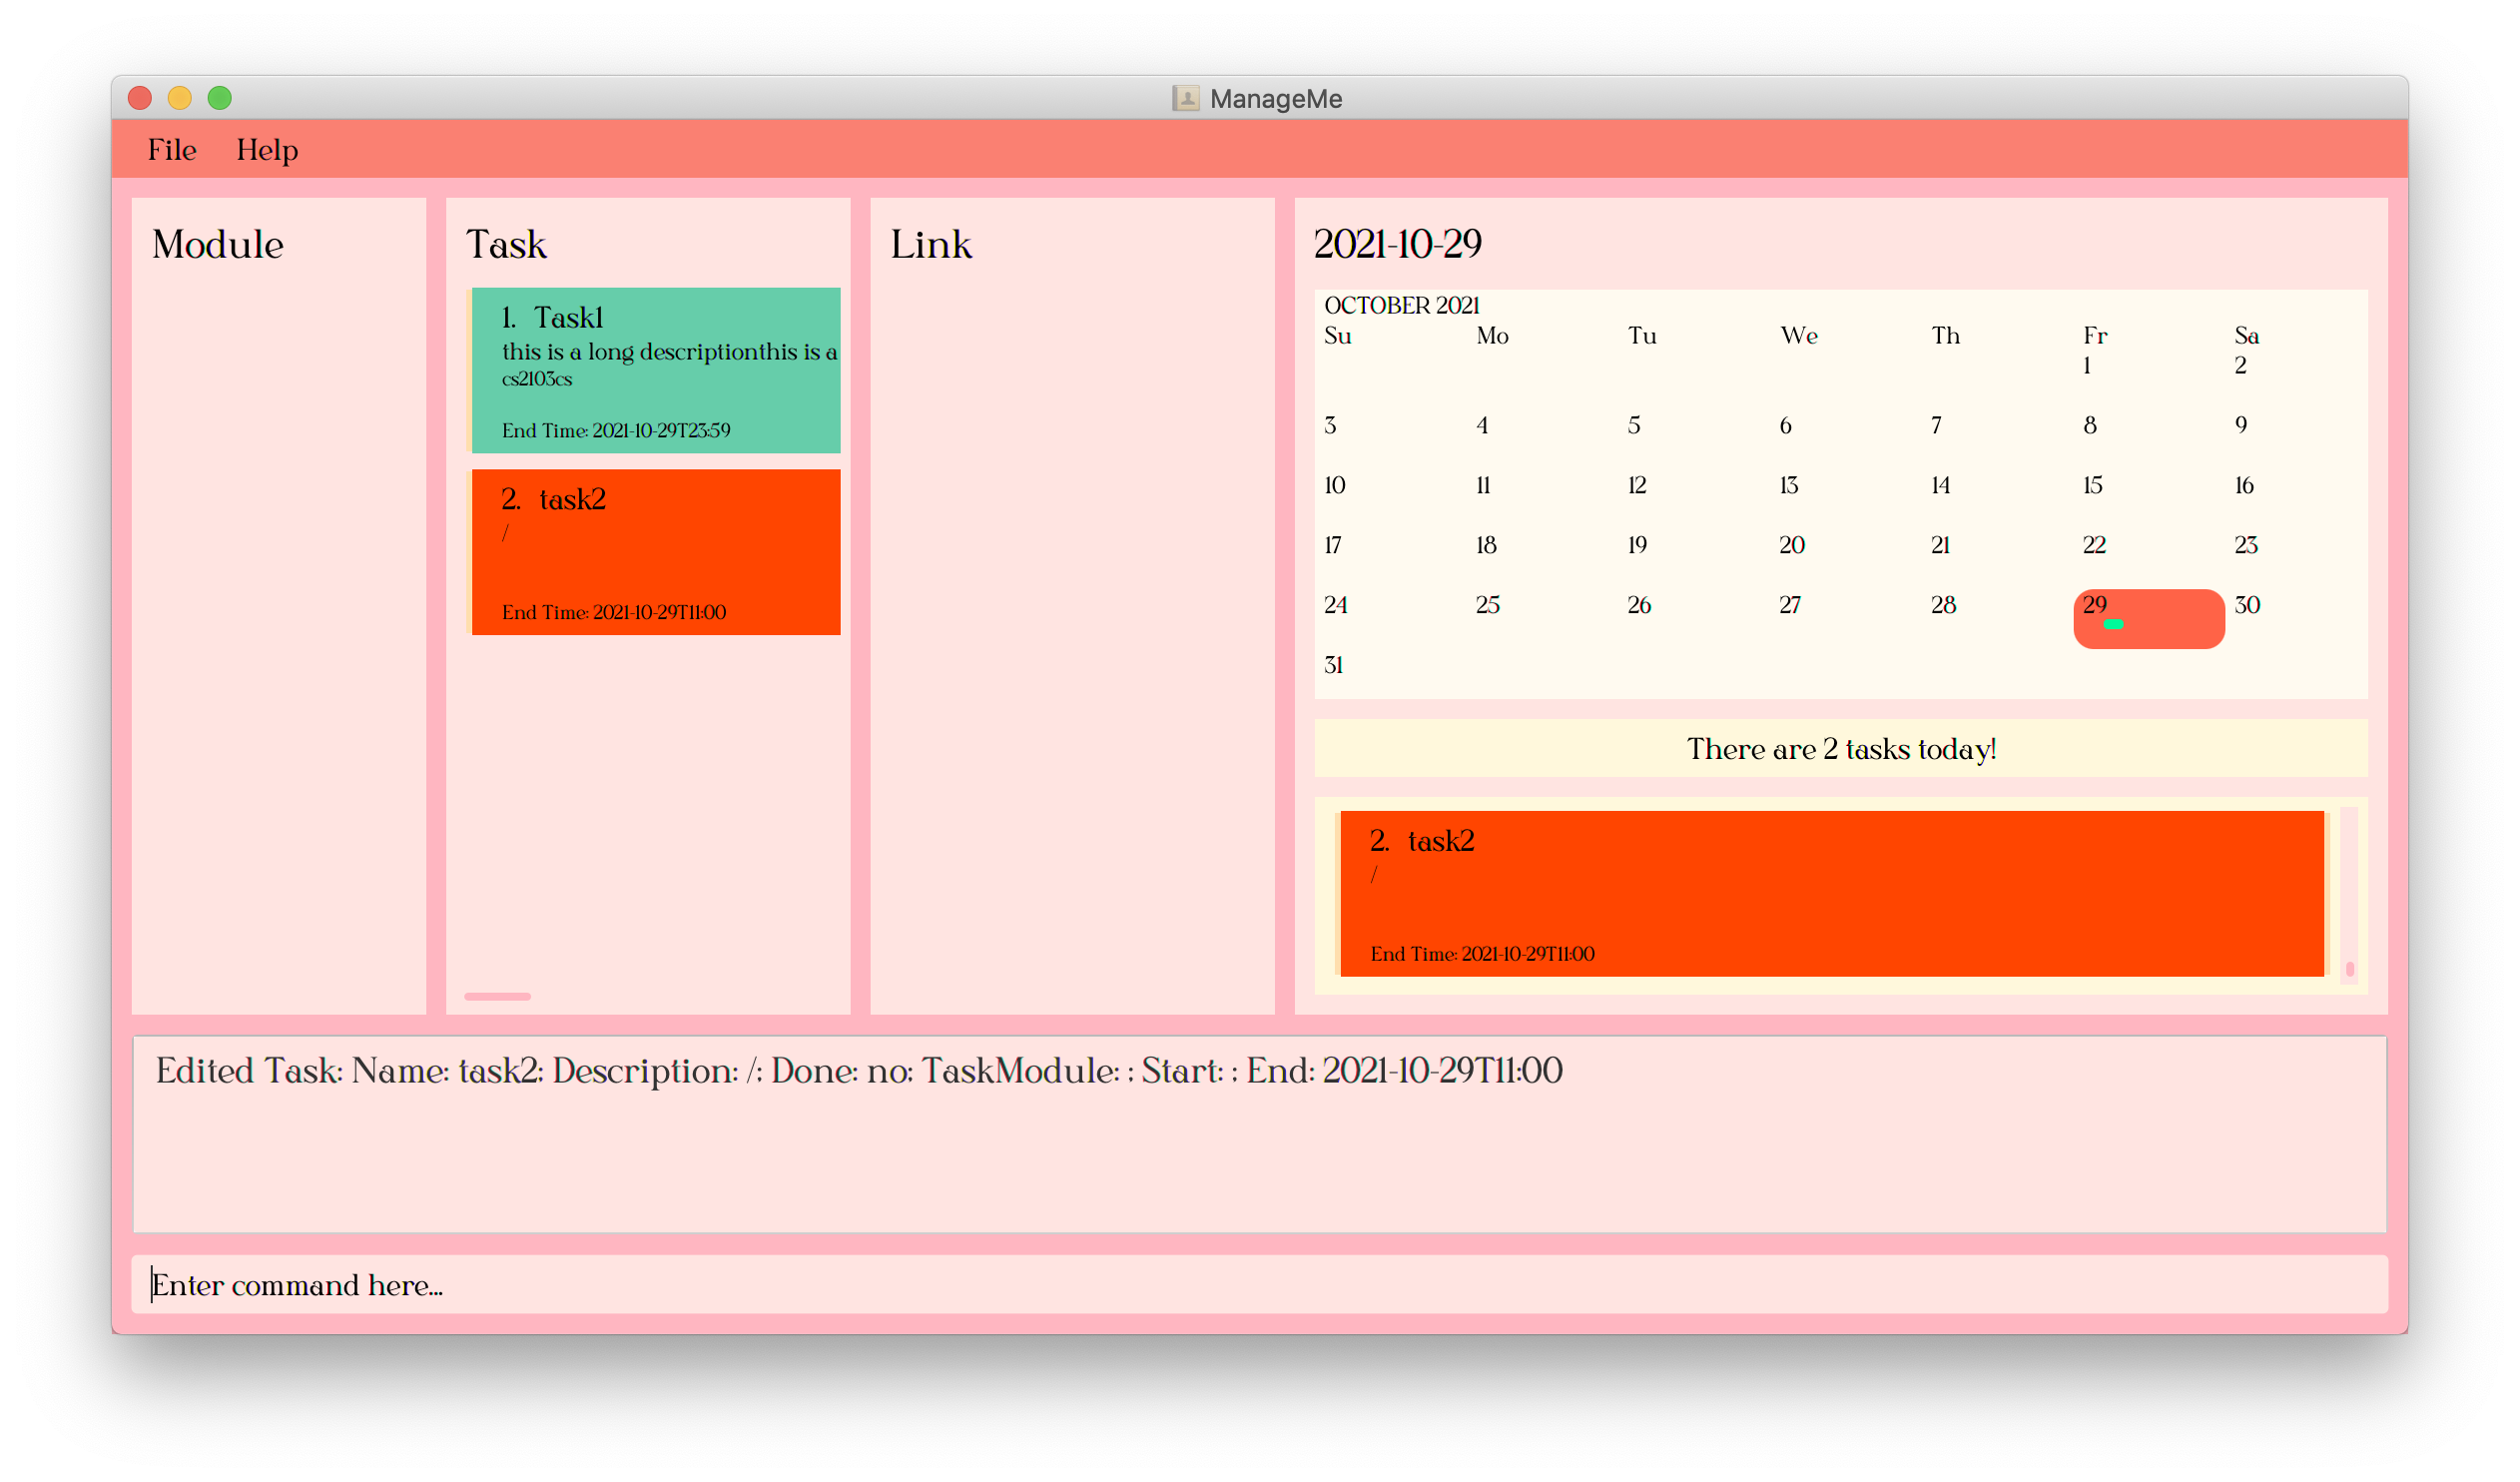 ManageMe
File Help
Module
Task
1. Task1
this is a long descriptionthis is a
cs2103cs
End Time: 2021-10-29T23:59
2. task2
/
End Time: 2021-10-29T11:00
Link
2021-10-29
OCTOBER 2021
Su Mo Tu We Th Fr Sa
1 2
3 4 5 6 7 8 9
10 11 12 13 14 15 16
17 18 19 20 21 22 23
24 25 26 27 28 29 30
31
There are 2 tasks today!
2. task2
/
End Time: 2021-10-29T11:00
Edited Task: Name: task2; Description: /; Done: no; TaskModule: ; Start: ; End: 2021-10-29T11:00
Enter command here...